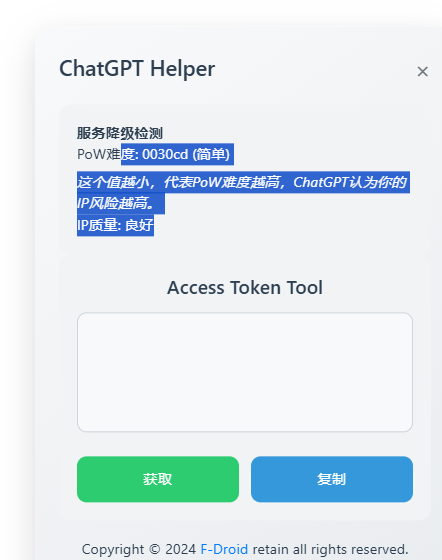 ChatGPT Helper
×
服务降级检测
PoW难度: 0030cd (简单)
这个值越小，代表PoW难度越高，ChatGPT认为你的
IP风险越高。
IP质量: 良好
Access Token Tool
获取
复制
Copyright © 2024 F-Droid retain all rights reserved.